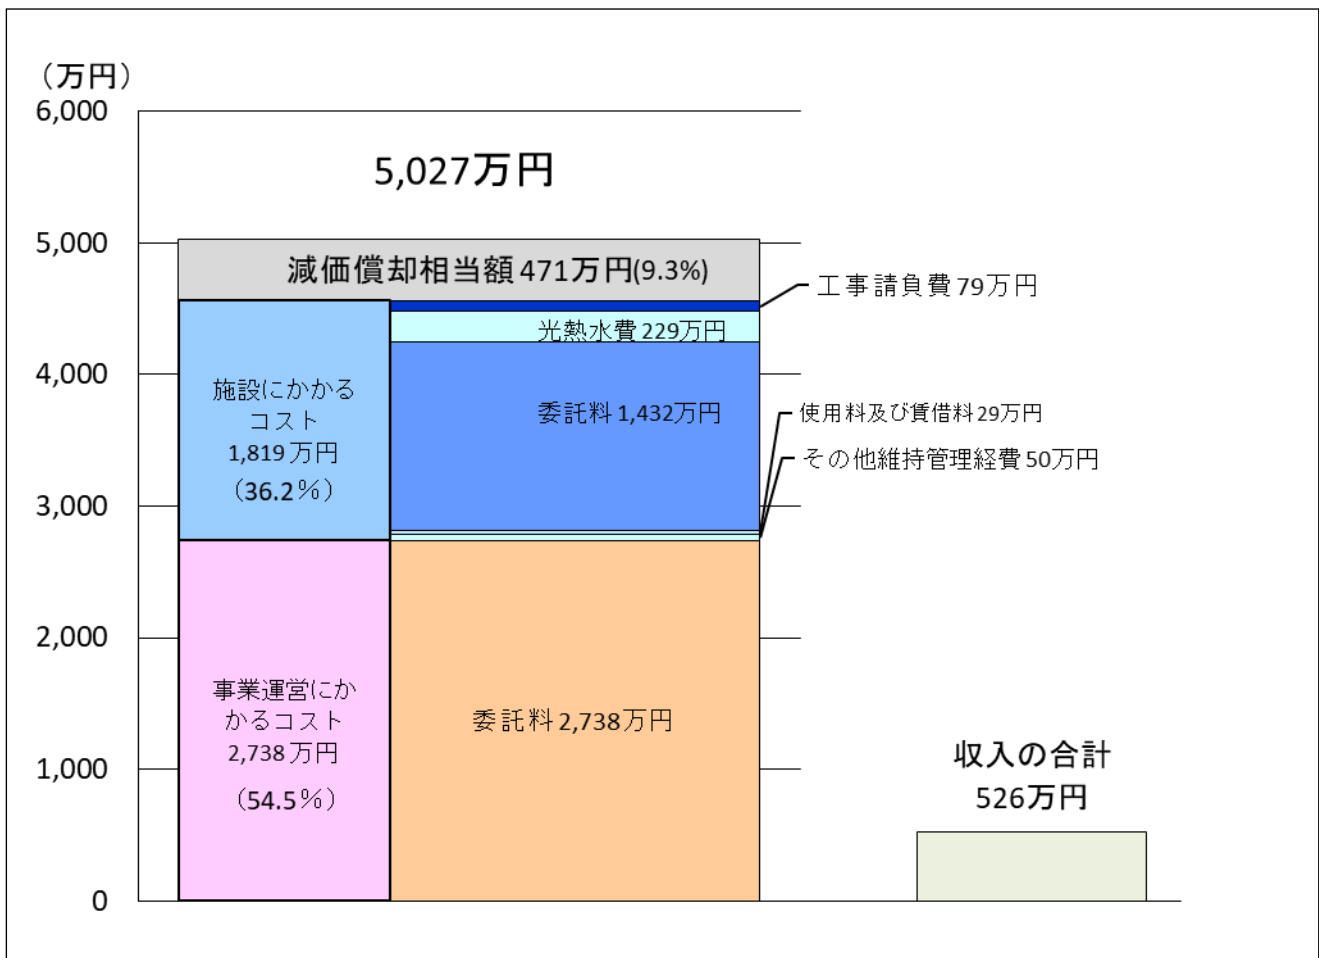 （万円）
6,000
5,027万円
5,000
減価償却相当額 471万円(9.3%)
工事請負費 79万円
光熱水費 229万円
4,000
施設にかかる
コスト
1,819 万円
（36.2％）
委託料 1,432万円
使用料及び賃借料 29万円
その他維持管理経費 50万円
3,000
2,000
事業運営にか
かるコスト
2,738 万円
（54.5％）
委託料 2,738万円
1,000
収入の合計
526万円
0